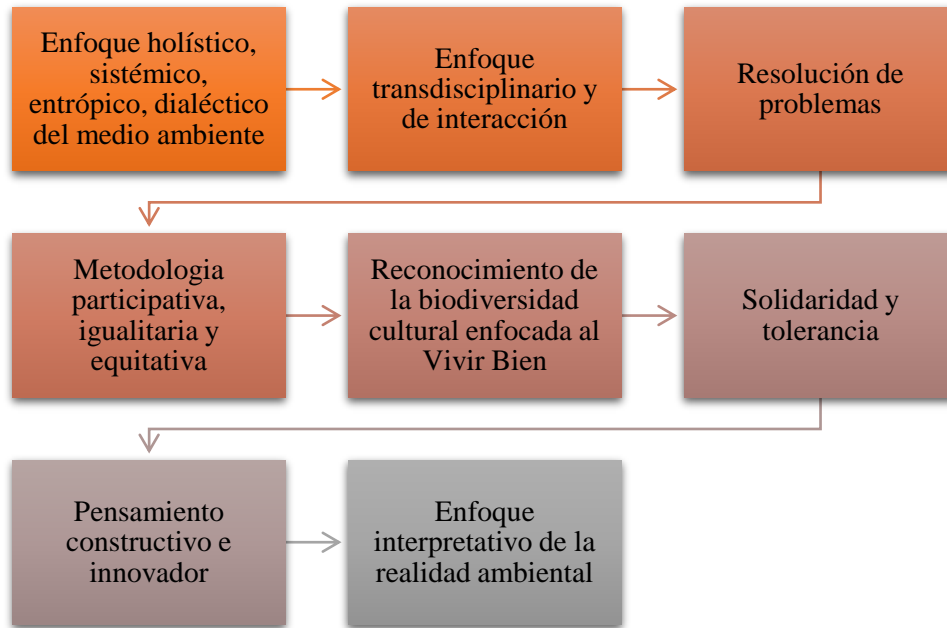 Enfoque holístico,
sistémico,
entrópico, dialéctico
del medio ambiente
Enfoque
transdisciplinario y
de interacción
Resolución de
problemas
Metodologia
participativa,
igualitaria y
equitativa
Reconocimiento de
la biodiversidad
cultural enfocada al
Vivir Bien
Solidaridad y
tolerancia
Pensamiento
constructivo e
innovador
Enfoque
interpretativo de la
realidad ambiental